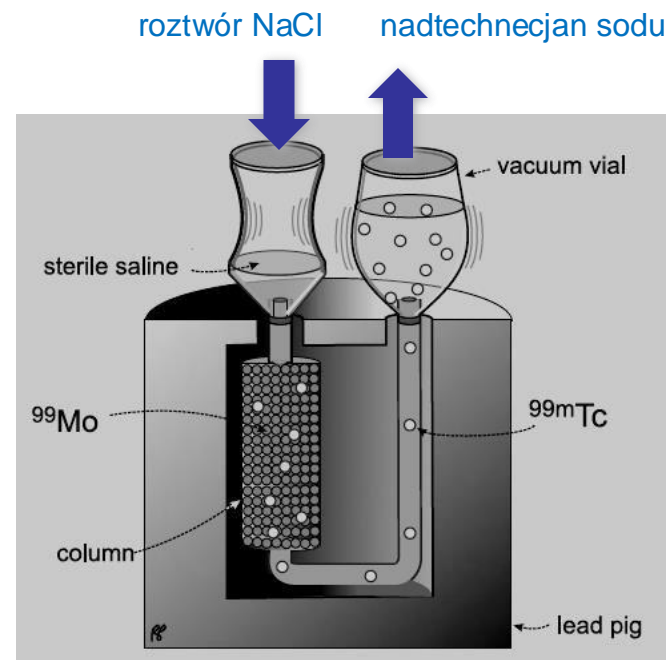 roztwór NaCl
nadtechnecjan sodu
vacuum vial
sterile saline
99Mo
99mTc
column
lead pig